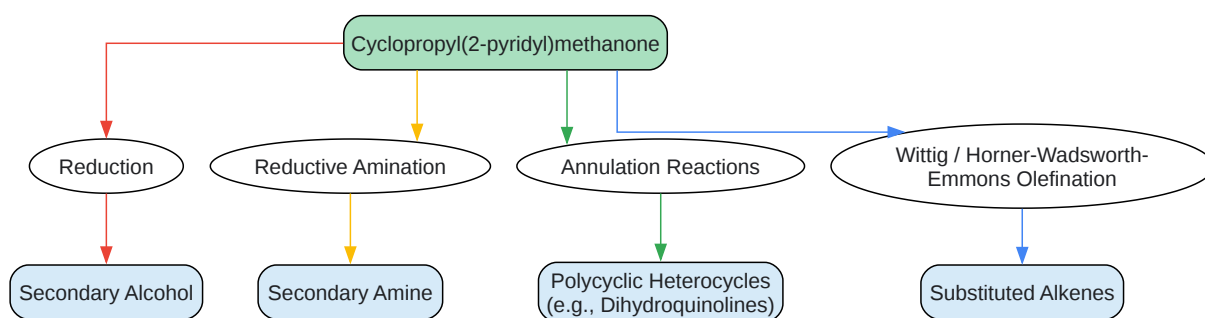 Cyclopropyl(2-pyridyl)methanone
Reduction
Reductive Amination
Annulation Reactions
Wittig / Horner-Wadsworth-
Emmons Olefination
Secondary Alcohol
Secondary Amine
Polycyclic Heterocycles
(e.g., Dihydroquinolines)
Substituted Alkenes